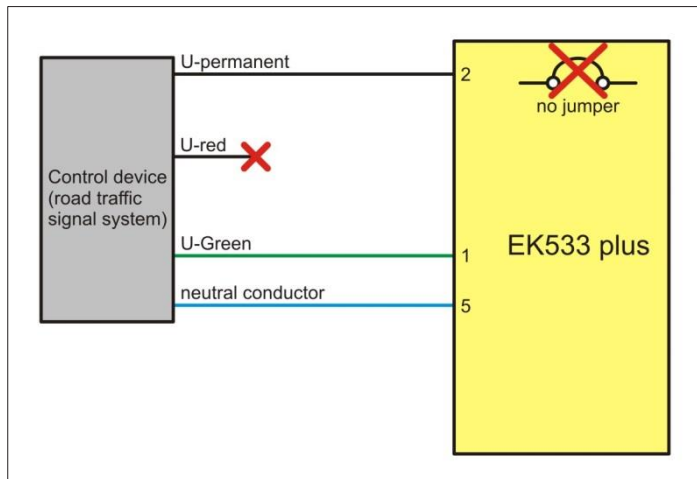 U-permanent
2
no jumper
U-red
Control device
(road traffic
signal system)
U-Green
1
EK533 plus
neutral conductor
5